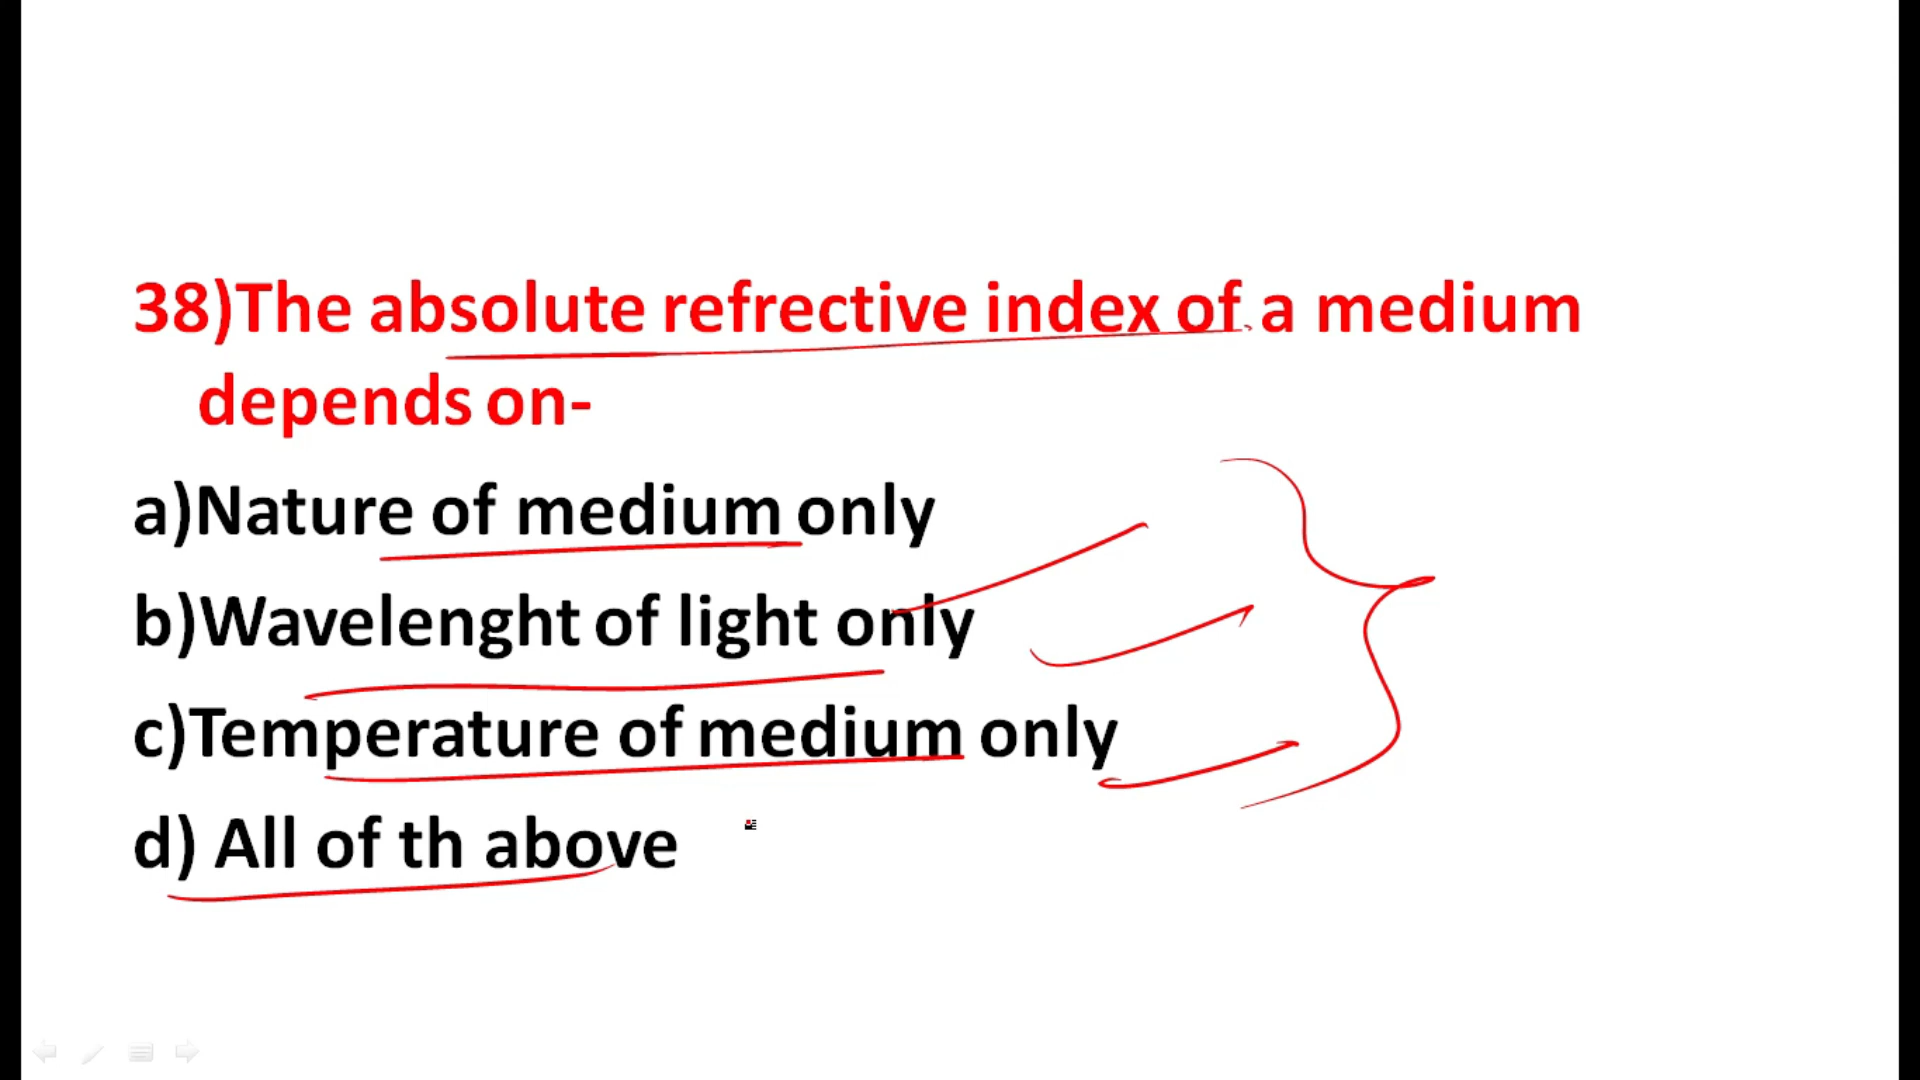 38)The absolute refrective index of a medium
depends on-
a)Nature of medium only
b)Wavelenght of light only
c)Temperature of medium only
d) All of th above